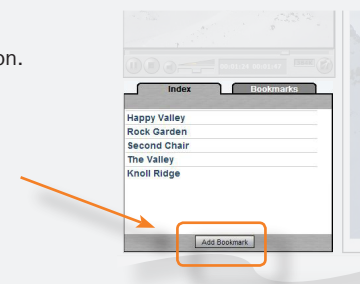 on.
Index Bookmarks
Happy Valley
Rock Garden
Second Chair
The Valley
Knoll Ridge
Add Bookmark